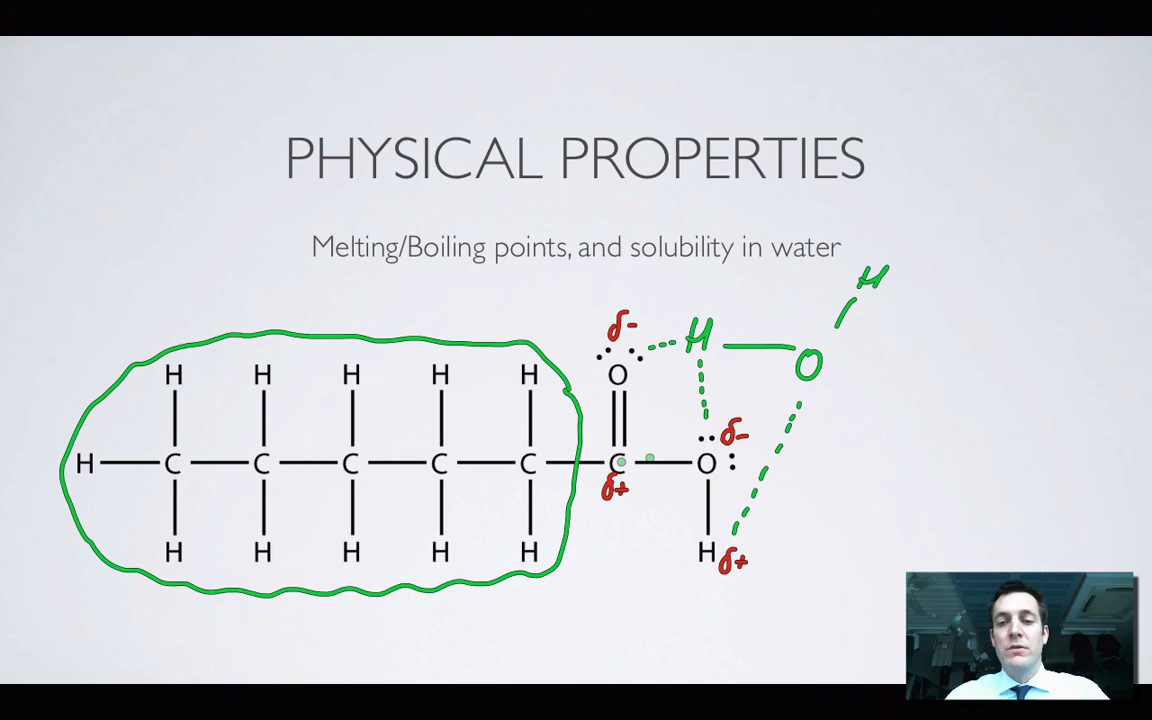 PHYSICAL PROPERTIES
Melting/Boiling points, and solubility in water
H
δ-
H
O
H H H H H O
δ-
H C C C C C C O
δ+
H H H H H H δ+